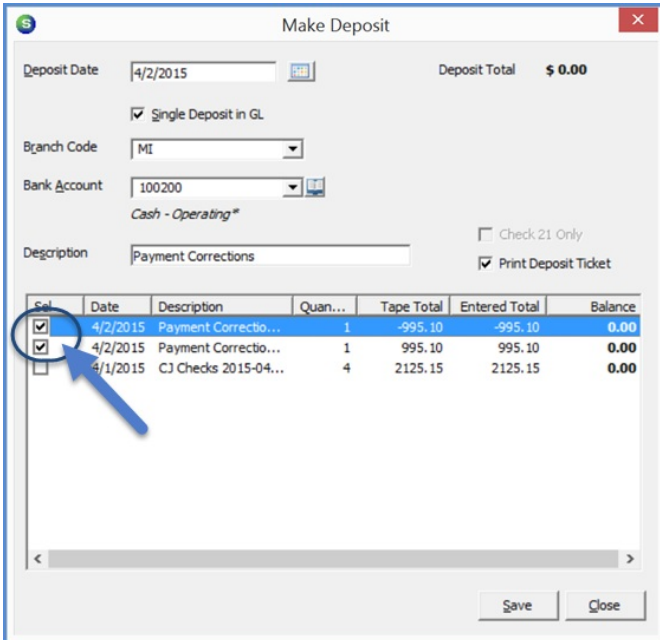 S
Make Deposit
Deposit Date 4/2/2015 Deposit Total $ 0.00
Single Deposit in GL
Branch Code MI
Bank Account 100200
Cash - Operating*
Check 21 Only
Description Payment Corrections
Print Deposit Ticket
Sel Date Description Quan... Tape Total Entered Total Balance
4/2/2015 Payment Correctio... 1 -995.10 -995.10 0.00
4/2/2015 Payment Correctio... 1 995.10 995.10 0.00
4/1/2015 CJ Checks 2015-04... 4 2125.15 2125.15 0.00
Save Close